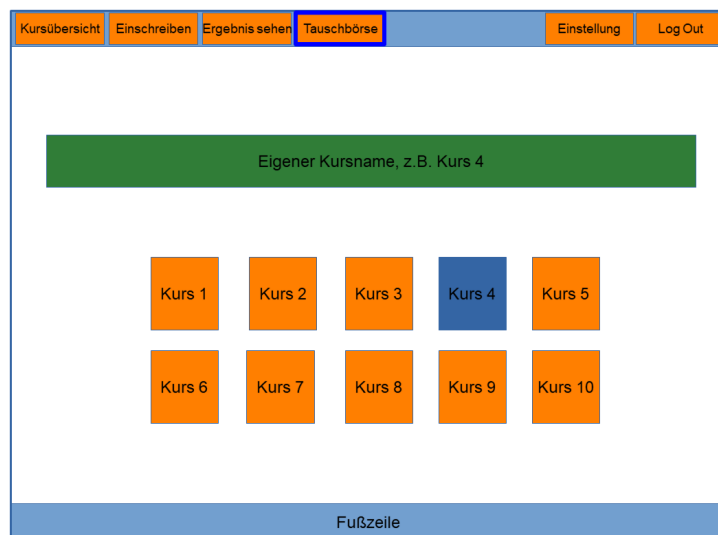 Kursübersicht Einschreiben Ergebnis sehen Tauschbörse Einstellung Log Out
Eigener Kursname, z.B. Kurs 4
Kurs 1 Kurs 2 Kurs 3 Kurs 4 Kurs 5
Kurs 6 Kurs 7 Kurs 8 Kurs 9 Kurs 10
Fußzeile